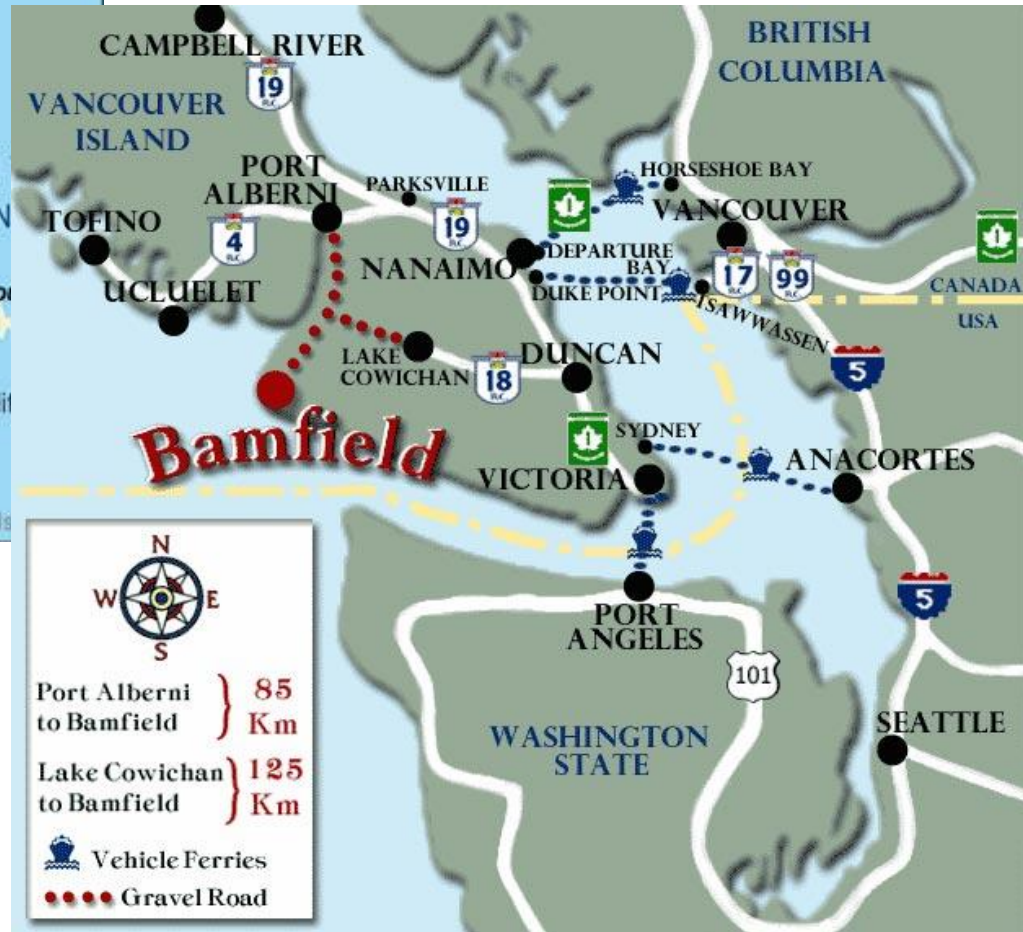 CAMPBELL RIVER
19
BRITISH
COLUMBIA
VANCOUVER
ISLAND
PORT
ALBERNI
PARKSVILLE
HORSESHOE BAY
1
TOFINO
4
19
VANCOUVER
1
NANAIMO
DEPARTURE
BAY
17
99
UCLUELET
DUKE POINT
TSAWWASSEN
CANADA
USA
LAKE
COWICHAN
18
DUNCAN
5
Bamfield
SYDNEY
VICTORIA
ANACORTES
N
W
E
S
PORT
ANGELES
5
101
Port Alberni
to Bamfield
85
Km
WASHINGTON
STATE
SEATTLE
Lake Cowichan
to Bamfield
125
Km
Vehicle Ferries
Gravel Road